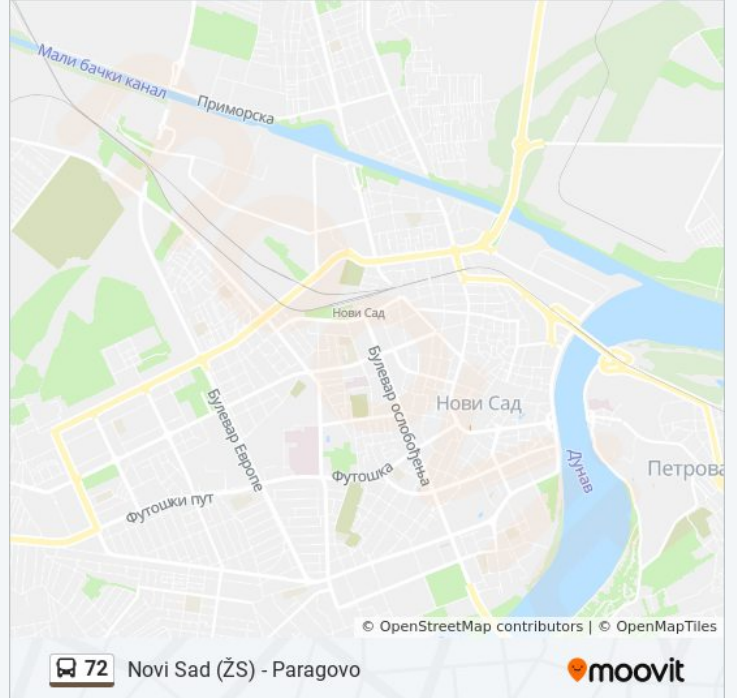 Мали бачки канал
Приморска
Нови Сад
Булевар ослобођења
Булевар Европе
Нови Сад
Футошка
Дунав
Петрова
Футошки пут
© OpenStreetMap contributors | © OpenMapTiles
72 Novi Sad (ŽS) - Paragovo
moovit